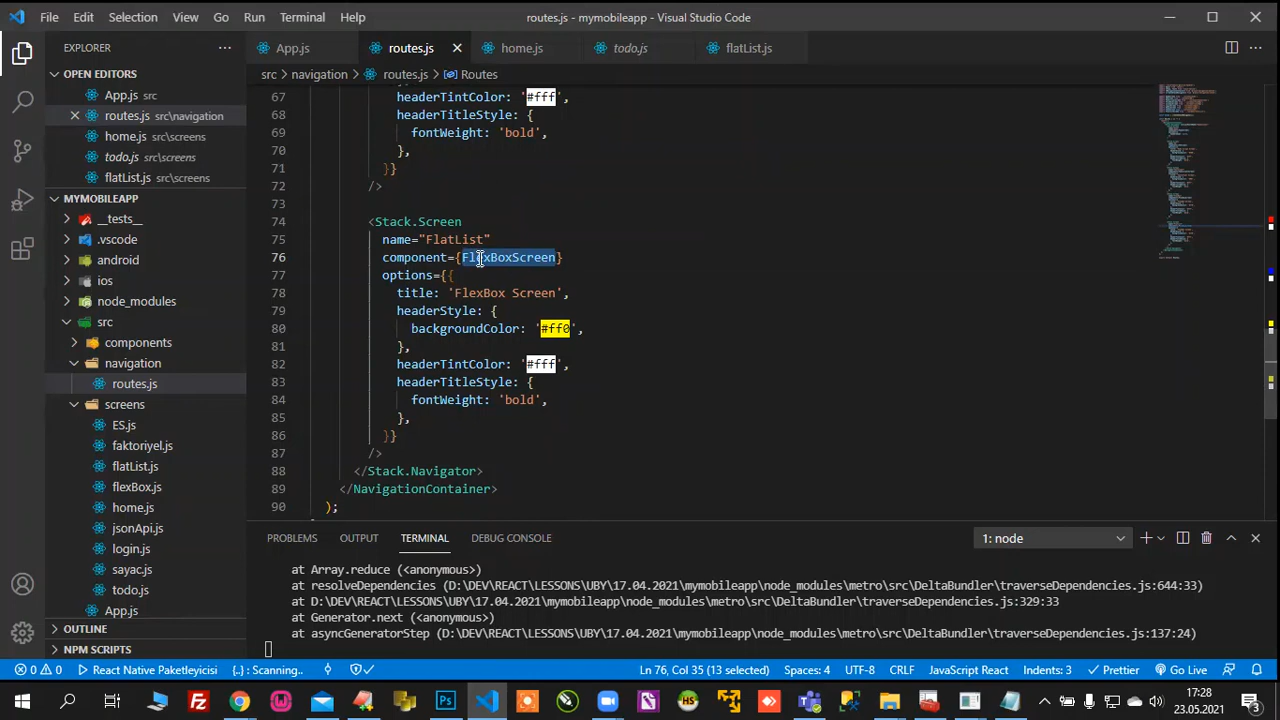 File Edit Selection View Go Run Terminal Help
routes.js - mymobileapp - Visual Studio Code
EXPLORER
App.js routes.js home.js todo.js flatList.js
OPEN EDITORS
src > navigation > routes.js > Routes
App.js src
routes.js src\navigation
home.js src\screens
todo.js src\screens
flatList.js src\screens
MYMOBILEAPP
__tests__
.vscode
android
ios
node_modules
src
components
navigation
routes.js
screens
ES.js
faktoriyel.js
flatList.js
flexBox.js
home.js
jsonApi.js
login.js
sayac.js
todo.js
App.js
OUTLINE
NPM SCRIPTS
67 headerTintColor: '#fff',
68 headerTitleStyle: {
69 fontWeight: 'bold',
70 },
71 }}
72 />
73
74 <Stack.Screen
75 name="FlatList"
76 component={FlexBoxScreen}
77 options={{
78 title: 'FlexBox Screen',
79 headerStyle: {
80 backgroundColor: '#ff0',
81 },
82 headerTintColor: '#fff',
83 headerTitleStyle: {
84 fontWeight: 'bold',
85 },
86 }}
87 />
88 </Stack.Navigator>
89 </NavigationContainer>
90 );
PROBLEMS OUTPUT TERMINAL DEBUG CONSOLE 1: node
at Array.reduce (<anonymous>)
at resolveDependencies (D:\DEV\REACT\LESSONS\UBY\17.04.2021\mymobileapp\node_modules\metro\src\DeltaBundler\traverseDependencies.js:644:33)
at D:\DEV\REACT\LESSONS\UBY\17.04.2021\mymobileapp\node_modules\metro\src\DeltaBundler\traverseDependencies.js:329:33
at Generator.next (<anonymous>)
at asyncGeneratorStep (D:\DEV\REACT\LESSONS\UBY\17.04.2021\mymobileapp\node_modules\metro\src\DeltaBundler\traverseDependencies.js:137:24)
0 0 React Native Paketleyicisi {..} : Scanning.. Ln 76, Col 35 (13 selected) Spaces: 4 UTF-8 CRLF JavaScript React Indents: 3 Prettier Go Live
17:28
23.05.2021